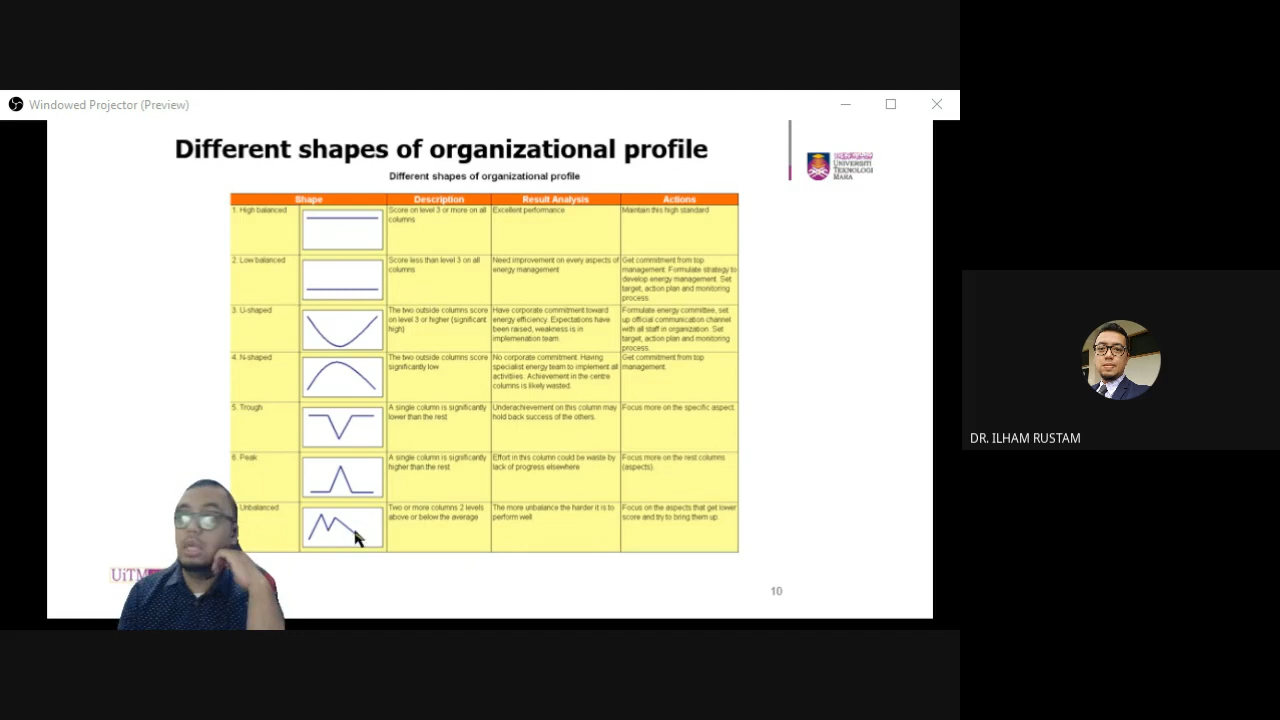 Windowed Projector (Preview)
Different shapes of organizational profile
UNIVERSITI
TEKNOLOGI
MARA
Different shapes of organizational profile
Shape Description Result Analysis Actions
1. High balanced
Score on level 3 or more on all
columns
Excellent performance
Maintain this high standard
2. Low balanced
Score less than level 3 on all
columns
Need improvement on every aspects of
energy management
Get commitment from top
management. Formulate strategy to
develop energy management. Set
target, action plan and monitoring
process.
3. U-shaped
The two outside columns score
on level 3 or higher (significant
high)
Have corporate commitment toward
energy efficiency. Expectations have
been raised, weakness is in
implemenation team.
Formulate energy committee, set
up official communication channel
with all staff in organization. Set
target, action plan and monitoring
process.
4. N-shaped
The two outside columns score
significantly low
No corporate commitment. Having
specialist energy team to implement all
activities. Achievement in the centre
columns is likely wasted.
Get commitment from top
management.
5. Trough
A single column is significantly
lower than the rest
Underachievement on this column may
hold back success of the others.
Focus more on the specific aspect.
6. Peak
A single column is significantly
higher than the rest
Effort in this column could be waste by
lack of progress elsewhere
Focus more on the rest columns
(aspects).
Unbalanced
Two or more columns 2 levels
above or below the average
The more unbalance the harder it is to
perform well
Focus on the aspects that get lower
score and try to bring them up.
UiTM
10
DR. ILHAM RUSTAM